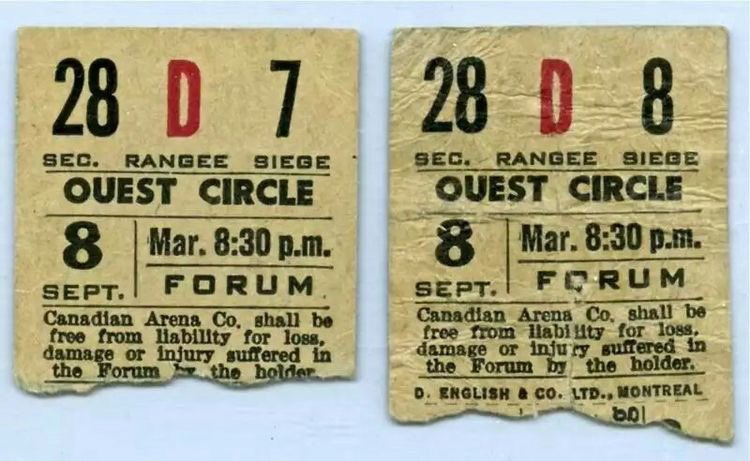 28 D 7
SEC. RANGEE SIEGE
OUEST CIRCLE
8 Mar. 8:30 p.m.
SEPT. FORUM
Canadian Arena Co. shall be
free from liability for loss,
damage or injury suffered in
the Forum by the holder.
28 D 8
SEC. RANGEE SIEGE
OUEST CIRCLE
8 Mar. 8:30 p.m.
SEPT. FORUM
Canadian Arena Co. shall be
free from liability for loss,
damage or injury suffered in
the Forum by the holder.
D. ENGLISH & CO. LTD., MONTREAL